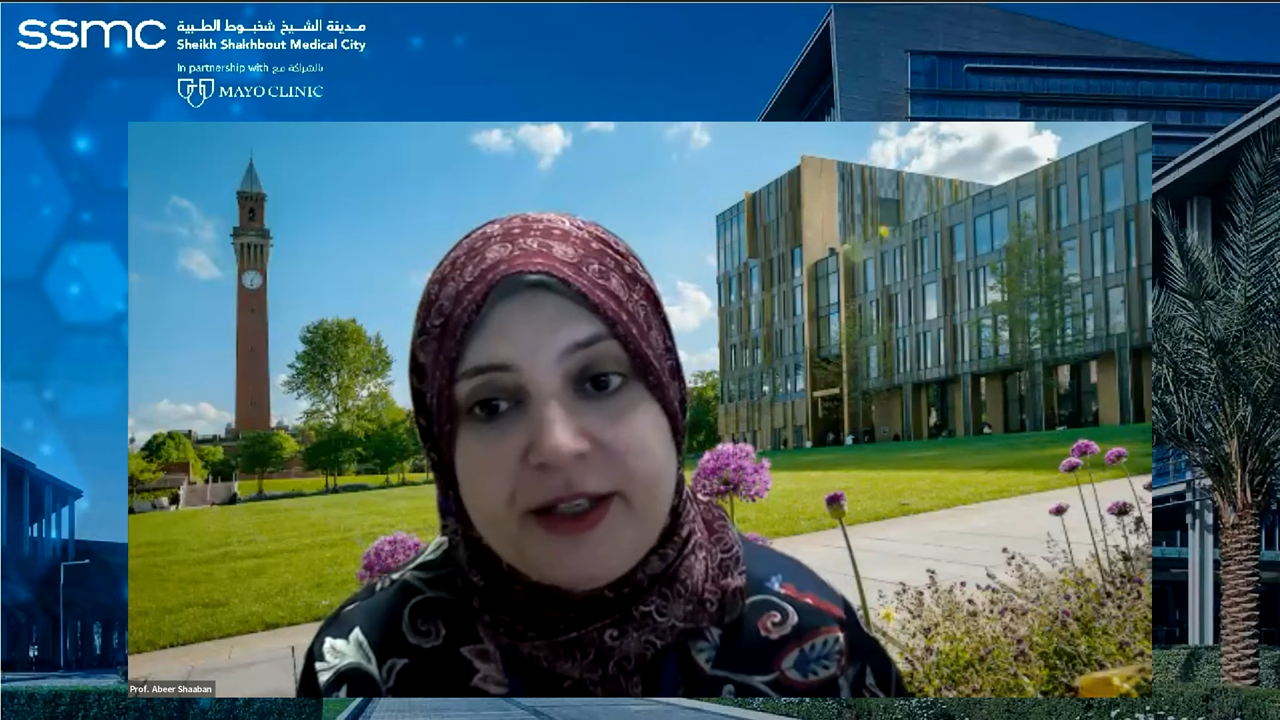 ssmc
مدينة الشيخ شخبوط الطبية
Sheikh Shakhbout Medical City
In partnership with بالشراكة مع
MAYO CLINIC
Prof. Abeer Shaaban